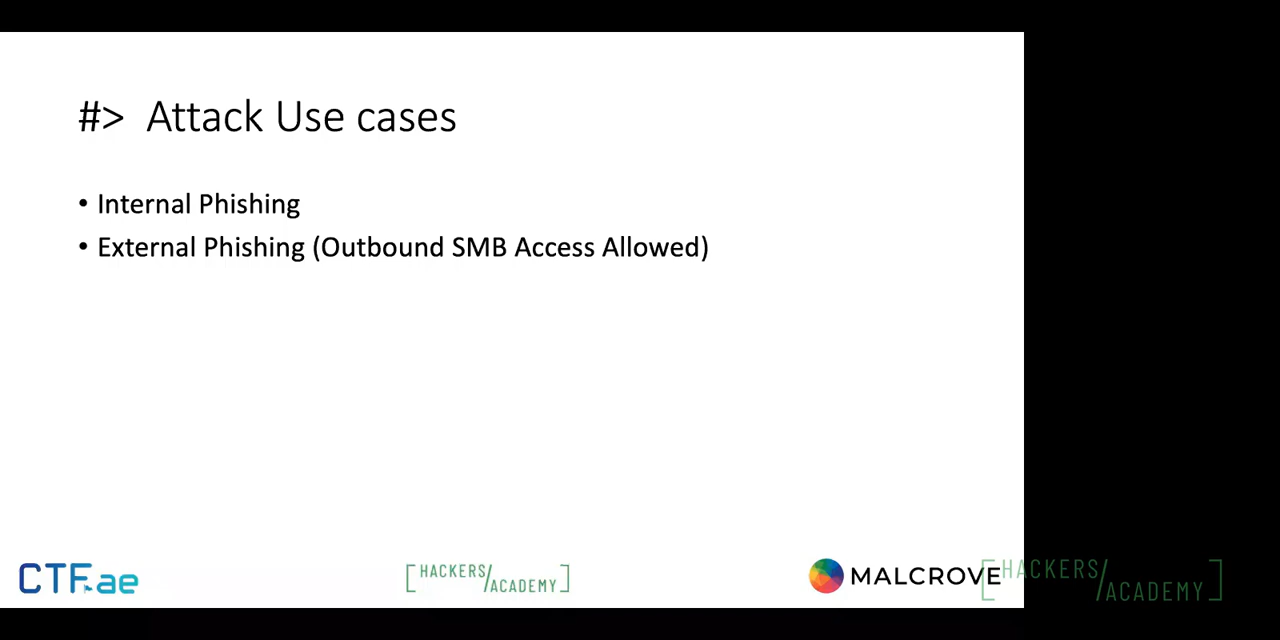 #> Attack Use cases
• Internal Phishing
• External Phishing (Outbound SMB Access Allowed)
CTF.ae
[HACKERS/ACADEMY]
MALCROVE
[HACKERS/ACADEMY]